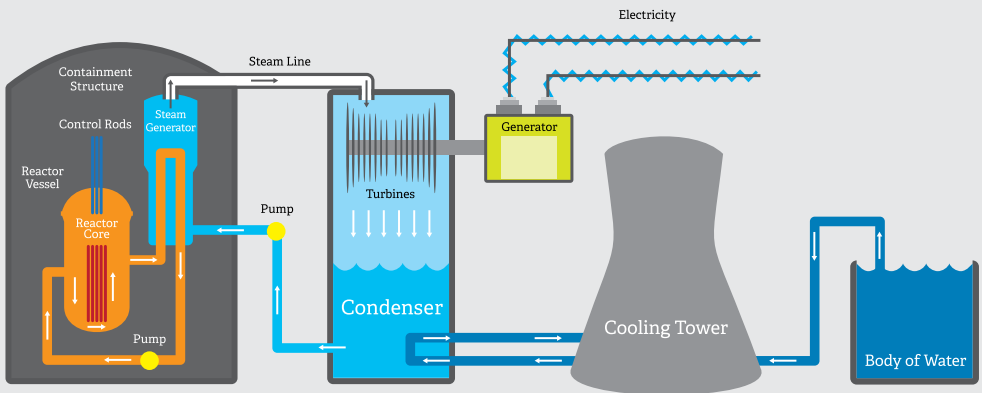 Electricity
Steam Line
Containment
Structure
Steam
Generator
Control Rods
Generator
Reactor
Vessel
Turbines
Pump
Reactor
Core
Condenser
Cooling Tower
Pump
Body of Water